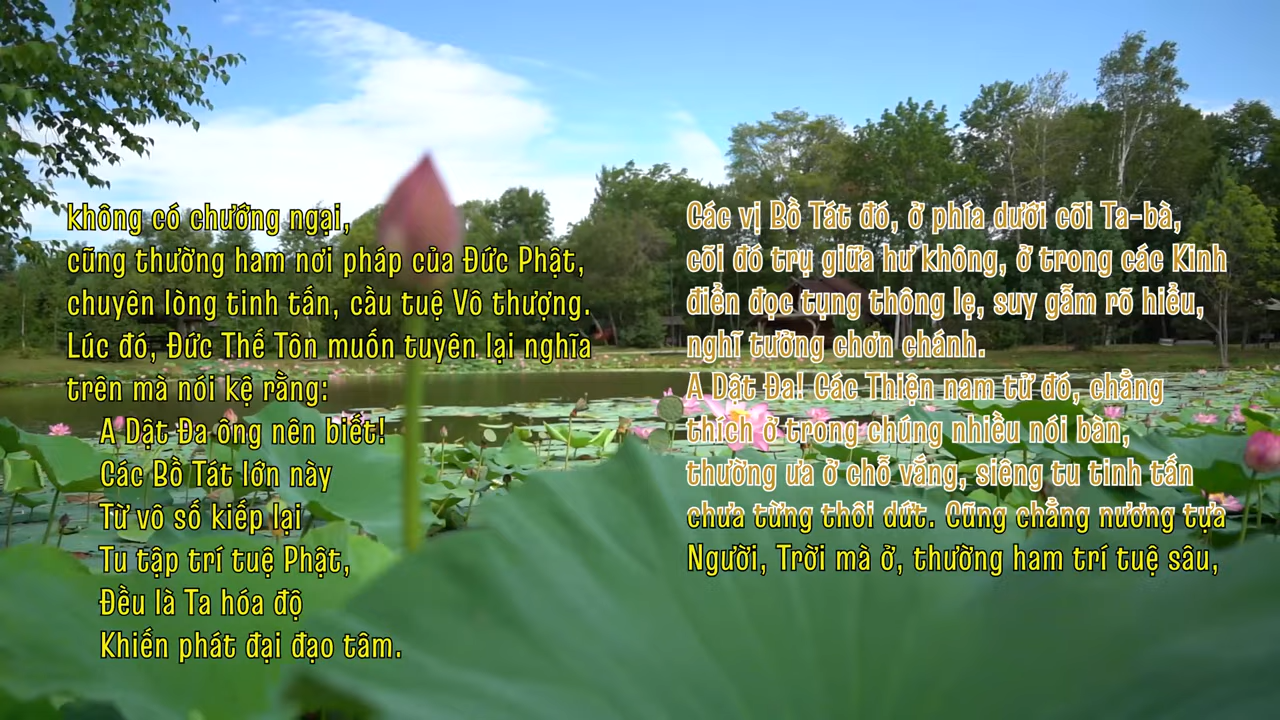 không có chướng ngại,
cũng thường ham nơi pháp của Đức Phật,
chuyên lòng tinh tấn, cầu tuệ Vô thượng.
Lúc đó, Đức Thế Tôn muốn tuyên lại nghĩa
trên mà nói kệ rằng:
A Dật Đa ông nên biết!
Các Bồ Tát lớn này
Từ vô số kiếp lại
Tu tập trí tuệ Phật,
Đều là Ta hóa độ
Khiến phát đại đạo tâm.
Các vị Bồ Tát đó, ở phía dưới cõi Ta-bà,
cõi đó trụ giữa hư không, ở trong các Kinh
điển đọc tụng thông lẹ, suy gẫm rõ hiểu,
nghĩ tưởng chơn chánh.
A Dật Đa! Các Thiện nam tử đó, chẳng
thích ở trong chúng nhiều nói bàn,
thường ưa ở chỗ vắng, siêng tu tinh tấn
chưa từng thôi dứt. Cũng chẳng nương tựa
Người, Trời mà ở, thường ham trí tuệ sâu,